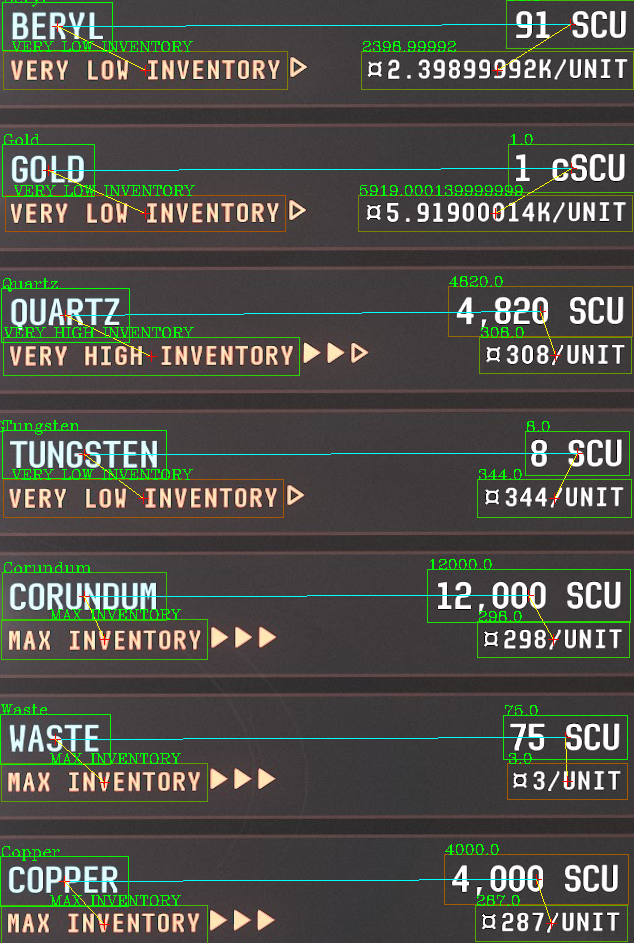 BERYL 91 SCU
VERY LOW INVENTORY 2398.99992
VERY LOW INVENTORY ¤2.39899992K/UNIT
Gold 1.0
GOLD 1 cSCU
VERY LOW INVENTORY 5919.000139999999
VERY LOW INVENTORY ¤5.91900014K/UNIT
Quartz 4820.0
QUARTZ 4,820 SCU
VERY HIGH INVENTORY 308.0
VERY HIGH INVENTORY ¤308/UNIT
Tungsten 8.0
TUNGSTEN 8 SCU
VERY LOW INVENTORY 344.0
VERY LOW INVENTORY ¤344/UNIT
Corundum 12000.0
CORUNDUM 12,000 SCU
MAX INVENTORY 298.0
MAX INVENTORY ¤298/UNIT
Waste 75.0
WASTE 75 SCU
MAX INVENTORY 3.0
MAX INVENTORY ¤3/UNIT
Copper 4000.0
COPPER 4,000 SCU
MAX INVENTORY 287.0
MAX INVENTORY ¤287/UNIT